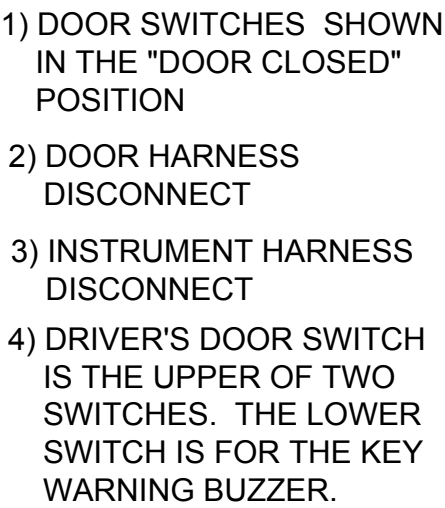 1) DOOR SWITCHES SHOWN
IN THE "DOOR CLOSED"
POSITION
2) DOOR HARNESS
DISCONNECT
3) INSTRUMENT HARNESS
DISCONNECT
4) DRIVER'S DOOR SWITCH
IS THE UPPER OF TWO
SWITCHES. THE LOWER
SWITCH IS FOR THE KEY
WARNING BUZZER.